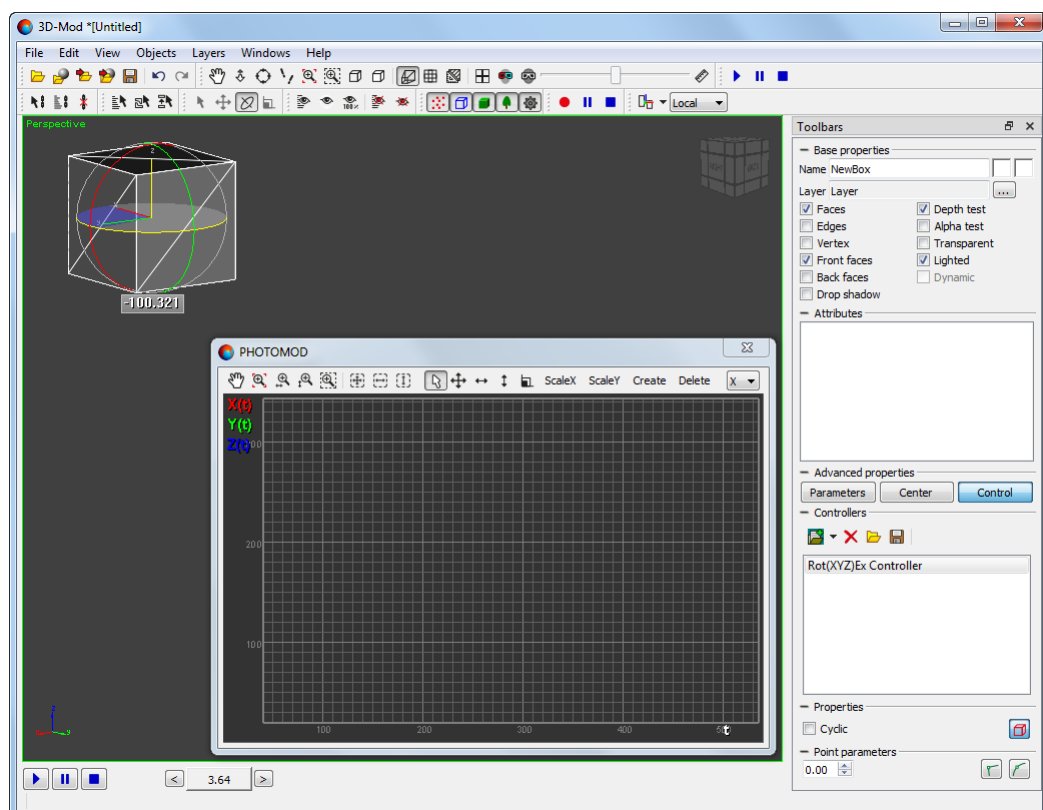 3D-Mod *[Untitled]
File Edit View Objects Layers Windows Help
100%
Local
Perspective
z
-100.321
Toolbars
Base properties
Name NewBox
Layer Layer ...
Faces Depth test
Edges Alpha test
Vertex Transparent
Front faces Lighted
Back faces Dynamic
Drop shadow
Attributes
PHOTOMOD
ScaleX ScaleY Create Delete X
X(t)
Y(t)
Z(t)
200
100
100 200 300 400 t
Advanced properties
Parameters Center Control
Controllers
Rot(XYZ)Ex Controller
Properties
Cyclic
Point parameters
0.00
z
y
< 3.64 >